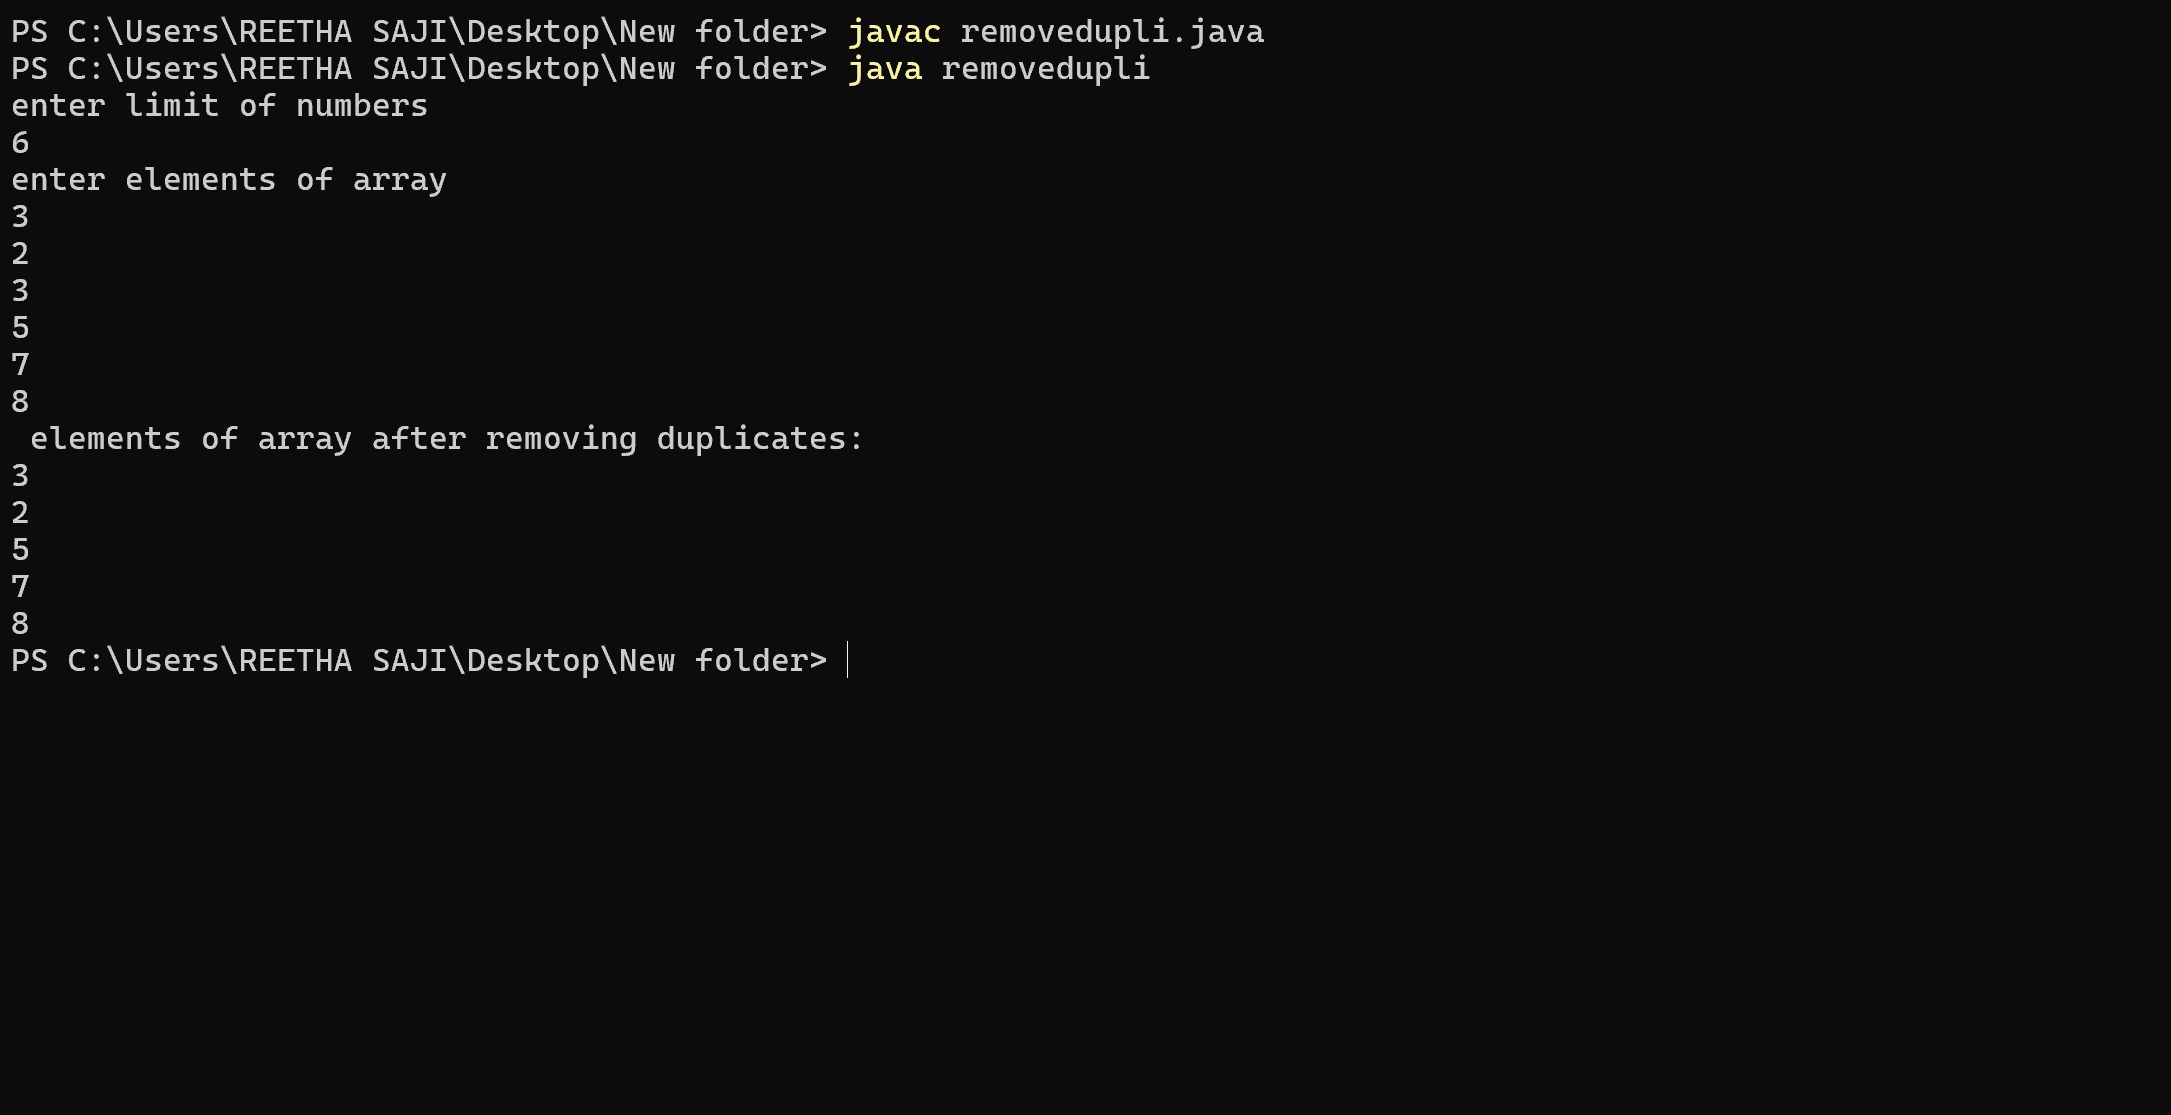 PS C:\Users\REETHA SAJI\Desktop\New folder> javac removedupli.java
PS C:\Users\REETHA SAJI\Desktop\New folder> java removedupli
enter limit of numbers
6
enter elements of array
3
2
3
5
7
8
 elements of array after removing duplicates:
3
2
5
7
8
PS C:\Users\REETHA SAJI\Desktop\New folder>